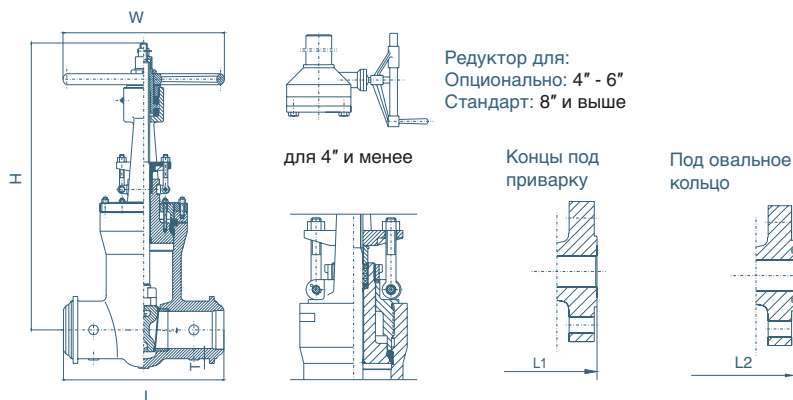 W
H
Редуктор для:
Опционально: 4″ - 6″
Стандарт: 8″ и выше
для 4″ и менее
Концы под
приварку
Под овальное
кольцо
L1
L2
T
L